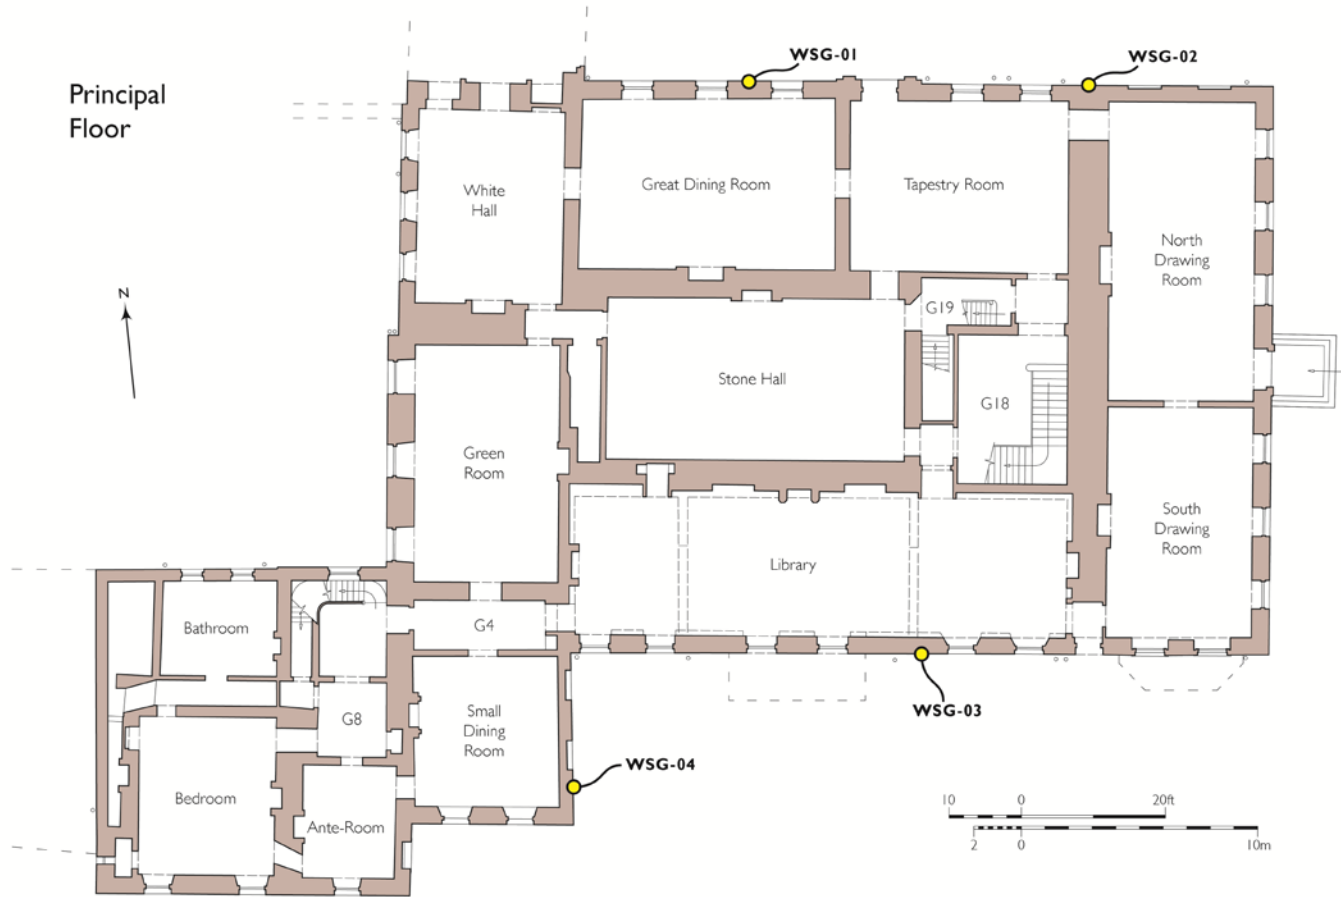 WSG-01
WSG-02
Principal
Floor
White
Hall
Great Dining Room
Tapestry Room
North
Drawing
Room
N
G19
Stone Hall
G18
Green
Room
South
Drawing
Room
Library
Bathroom
G4
WSG-03
Small
Dining
Room
G8
WSG-04
Bedroom
Ante-Room
10 0 20ft
2 0 10m